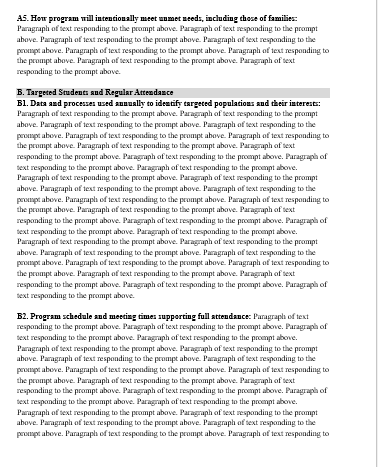 A5. How program will intentionally meet unmet needs, including those of families:
Paragraph of text responding to the prompt above. Paragraph of text responding to the prompt
above. Paragraph of text responding to the prompt above. Paragraph of text responding to the
prompt above. Paragraph of text responding to the prompt above. Paragraph of text responding to
the prompt above. Paragraph of text responding to the prompt above. Paragraph of text
responding to the prompt above.
B. Targeted Students and Regular Attendance
B1. Data and processes used annually to identify targeted populations and their interests:
Paragraph of text responding to the prompt above. Paragraph of text responding to the prompt
above. Paragraph of text responding to the prompt above. Paragraph of text responding to the
prompt above. Paragraph of text responding to the prompt above. Paragraph of text responding to
the prompt above. Paragraph of text responding to the prompt above. Paragraph of text
responding to the prompt above. Paragraph of text responding to the prompt above. Paragraph of
text responding to the prompt above. Paragraph of text responding to the prompt above.
Paragraph of text responding to the prompt above. Paragraph of text responding to the prompt
above. Paragraph of text responding to the prompt above. Paragraph of text responding to the
prompt above. Paragraph of text responding to the prompt above. Paragraph of text responding to
the prompt above. Paragraph of text responding to the prompt above. Paragraph of text
responding to the prompt above. Paragraph of text responding to the prompt above. Paragraph of
text responding to the prompt above. Paragraph of text responding to the prompt above.
Paragraph of text responding to the prompt above. Paragraph of text responding to the prompt
above. Paragraph of text responding to the prompt above. Paragraph of text responding to the
prompt above. Paragraph of text responding to the prompt above. Paragraph of text responding to
the prompt above. Paragraph of text responding to the prompt above. Paragraph of text
responding to the prompt above. Paragraph of text responding to the prompt above. Paragraph of
text responding to the prompt above.
B2. Program schedule and meeting times supporting full attendance: Paragraph of text
responding to the prompt above. Paragraph of text responding to the prompt above. Paragraph of
text responding to the prompt above. Paragraph of text responding to the prompt above.
Paragraph of text responding to the prompt above. Paragraph of text responding to the prompt
above. Paragraph of text responding to the prompt above. Paragraph of text responding to the
prompt above. Paragraph of text responding to the prompt above. Paragraph of text responding to
the prompt above. Paragraph of text responding to the prompt above. Paragraph of text
responding to the prompt above. Paragraph of text responding to the prompt above. Paragraph of
text responding to the prompt above. Paragraph of text responding to the prompt above.
Paragraph of text responding to the prompt above. Paragraph of text responding to the prompt
above. Paragraph of text responding to the prompt above. Paragraph of text responding to the
prompt above. Paragraph of text responding to the prompt above. Paragraph of text responding to